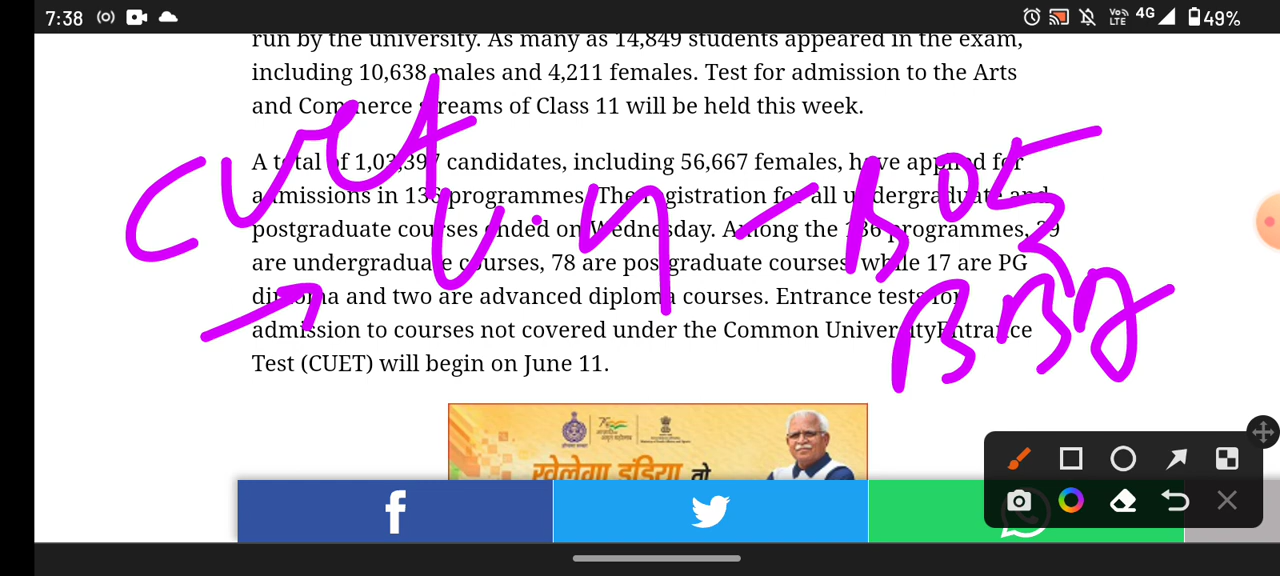 7:38
Vo)) LTE 4G 49%
run by the university. As many as 14,849 students appeared in the exam,
including 10,638 males and 4,211 females. Test for admission to the Arts
and Commerce streams of Class 11 will be held this week.
A total of 1,03,397 candidates, including 56,667 females, have applied for
admissions in 136 programmes. The registration for all undergraduate and
postgraduate courses ended on Wednesday. Among the 136 programmes, 39
are undergraduate courses, 78 are postgraduate courses, while 17 are PG
diploma and two are advanced diploma courses. Entrance tests for
admission to courses not covered under the Common UniversityEntrance
Test (CUET) will begin on June 11.
cuet
खेलेगा इंडिया तो
f